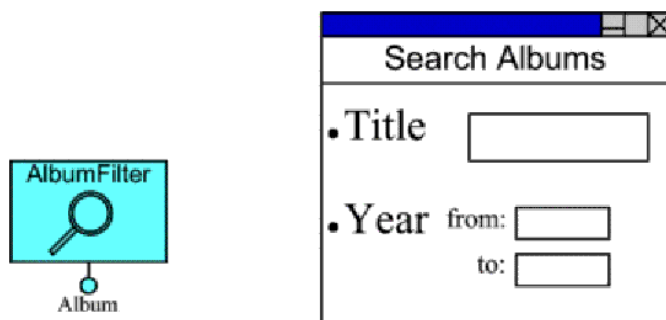 AlbumFilter
Album
Search Albums
Title
Year from:
to: